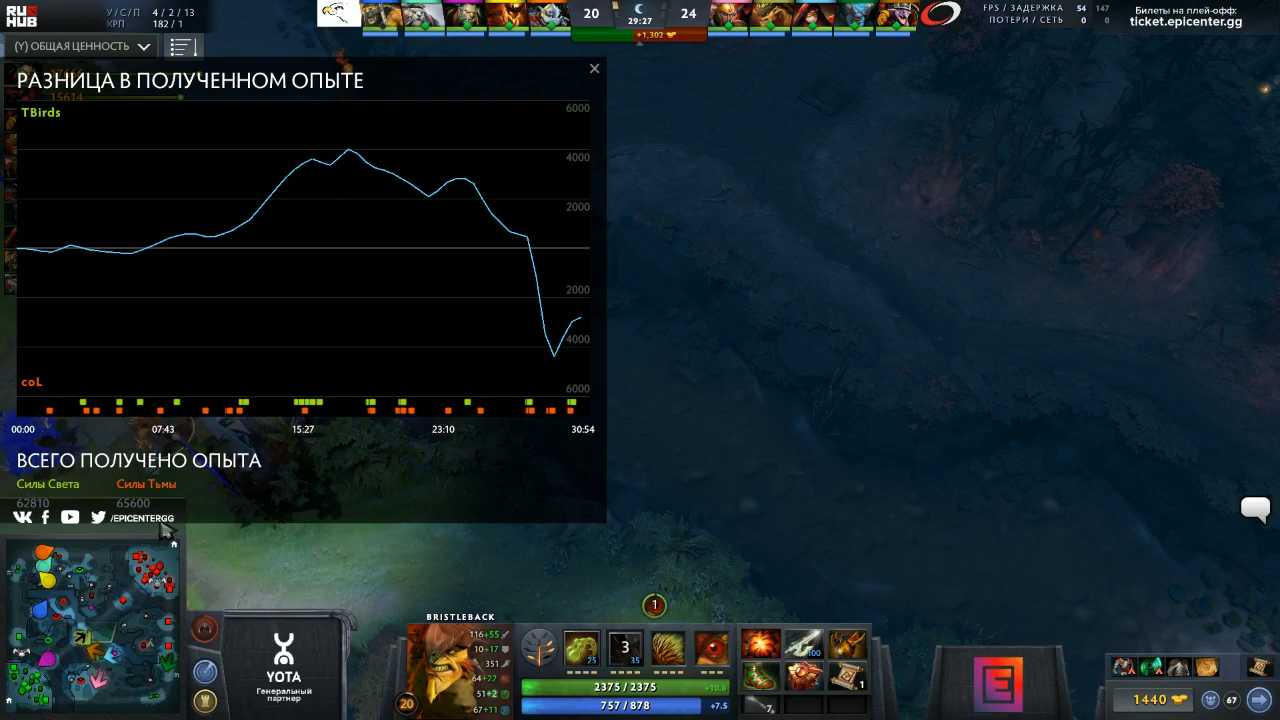 RU HUB
У/С/П 4 / 2 / 13
КРП 182 / 1
20
29:27
24
+1,302
FPS / ЗАДЕРЖКА 54 147
ПОТЕРИ / СЕТЬ 0 0
Билеты на плей-офф:
ticket.epicenter.gg
(Y) ОБЩАЯ ЦЕННОСТЬ
РАЗНИЦА В ПОЛУЧЕННОМ ОПЫТЕ
15614
TBirds
6000
4000
2000
2000
4000
6000
coL
00:00 07:43 15:27 23:10 30:54
ВСЕГО ПОЛУЧЕНО ОПЫТА
Силы Света Силы Тьмы
62810 65600
/EPICENTERGG
YOTA
Генеральный
партнер
BRISTLEBACK
116+55
10+17
351
64+22
51+2
67+11
20
1
25
3
35
2375 / 2375 +10.6
757 / 878 +7.5
100
1
7
E
1440
67